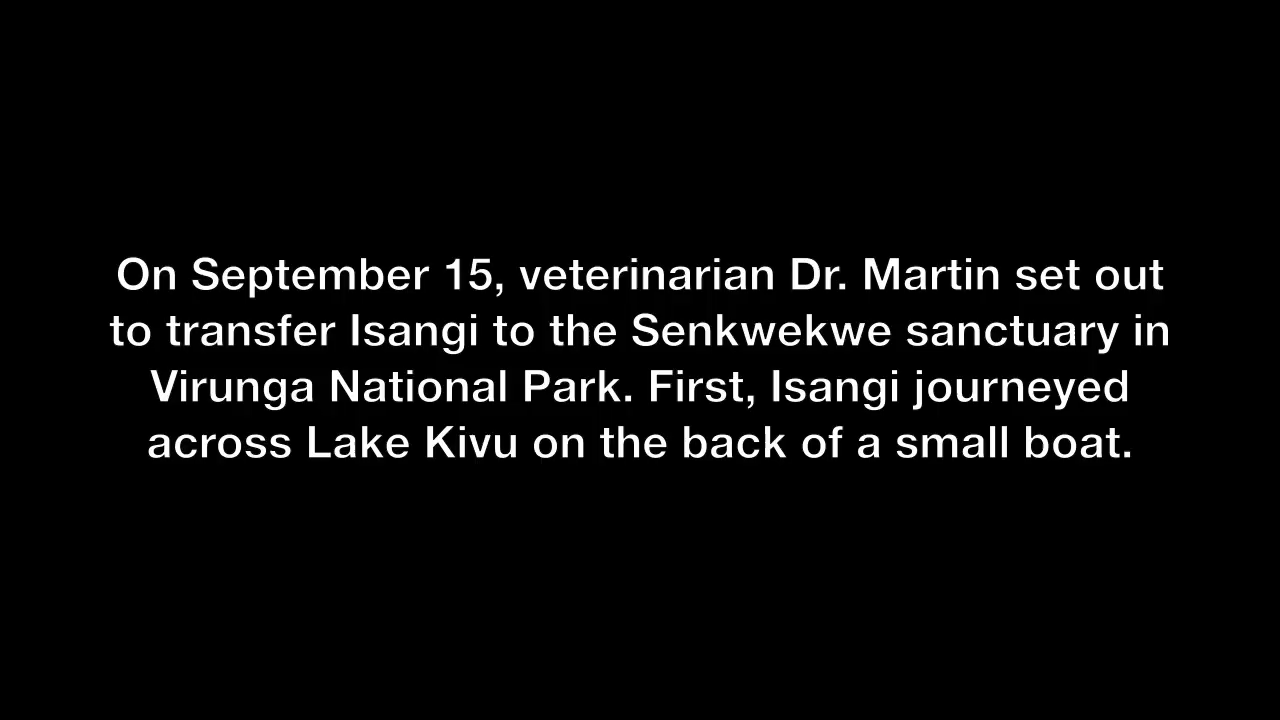 On September 15, veterinarian Dr. Martin set out
to transfer Isangi to the Senkwekwe sanctuary in
Virunga National Park. First, Isangi journeyed
across Lake Kivu on the back of a small boat.